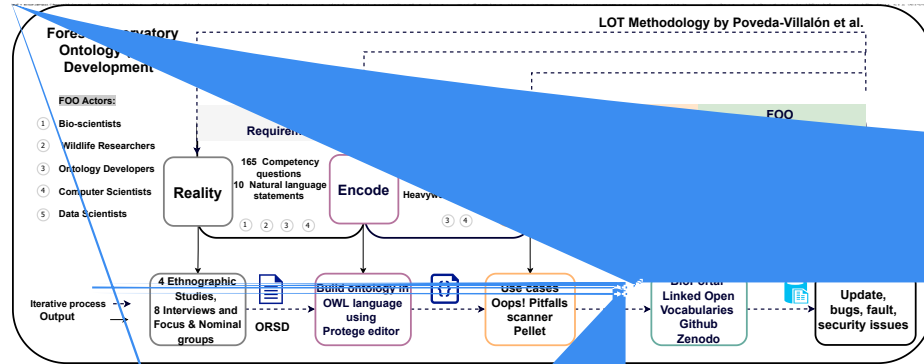 LOT Methodology by Poveda-Villalón et al.
Ontology
Development
FOO Actors:
1 Bio-scientists
2 Wildlife Researchers
3 Ontology Developers
4 Computer Scientists
5 Data Scientists
FOO
Reality
165 Competency
questions
10 Natural language
statements
1 2 3 4
Encode
3 4
Iterative process
Output
4 Ethnographic
Studies,
8 Interviews and
Focus & Nominal
groups
ORSD
Build ontology in
OWL language
using
Protege editor
Use cases
Oops! Pitfalls
scanner
Pellet
Linked Open
Vocabularies
Github
Zenodo
Update,
bugs, fault,
security issues